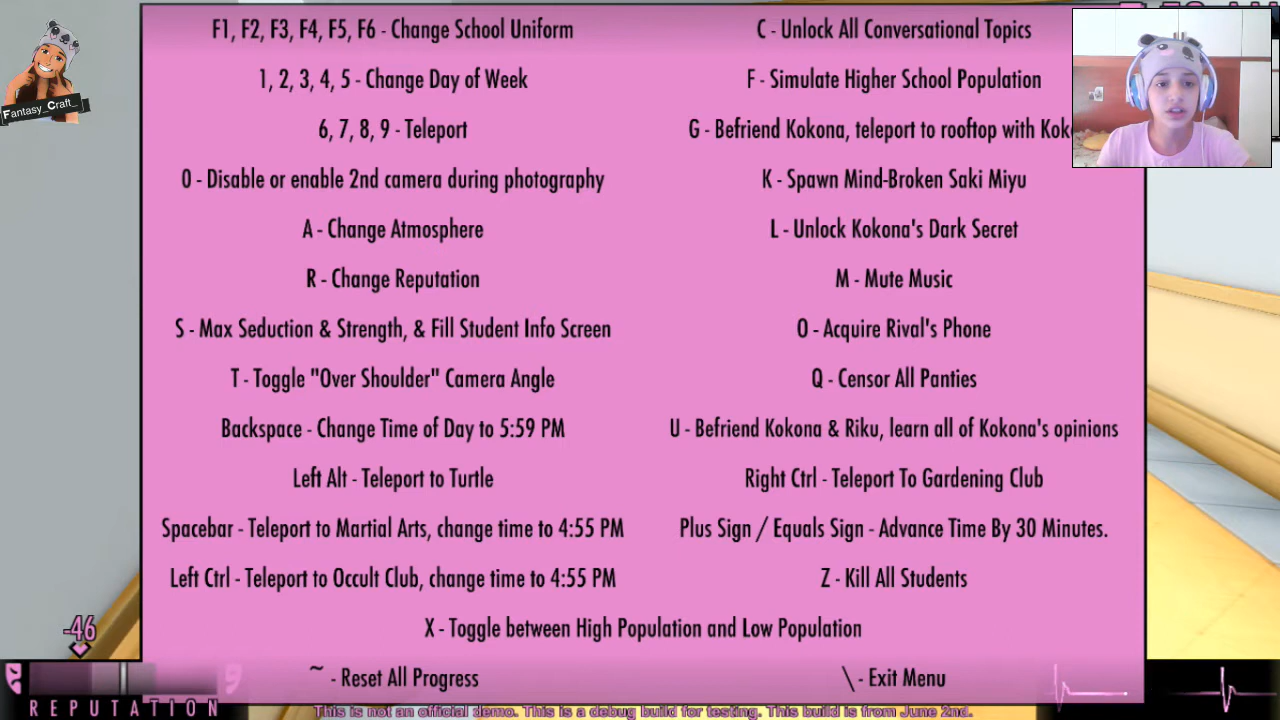 F1, F2, F3, F4, F5, F6 - Change School Uniform
C - Unlock All Conversational Topics
1, 2, 3, 4, 5 - Change Day of Week
F - Simulate Higher School Population
Fantasy_Craft_
6, 7, 8, 9 - Teleport
G - Befriend Kokona, teleport to rooftop with
0 - Disable or enable 2nd camera during photography
K - Spawn Mind-Broken Saki Miyu
A - Change Atmosphere
L - Unlock Kokona's Dark Secret
R - Change Reputation
M - Mute Music
S - Max Seduction & Strength, & Fill Student Info Screen
O - Acquire Rival's Phone
T - Toggle "Over Shoulder" Camera Angle
Q - Censor All Panties
Backspace - Change Time of Day to 5:59 PM
U - Befriend Kokona & Riku, learn all of Kokona's opinions
Left Alt - Teleport to Turtle
Right Ctrl - Teleport To Gardening Club
Spacebar - Teleport to Martial Arts, change time to 4:55 PM
Plus Sign / Equals Sign - Advance Time By 30 Minutes.
Left Ctrl - Teleport to Occult Club, change time to 4:55 PM
Z - Kill All Students
X - Toggle between High Population and Low Population
-46
~ - Reset All Progress
\ - Exit Menu
REPUTATION
This is not an official demo. This is a debug build for testing. This build is from June 2nd.